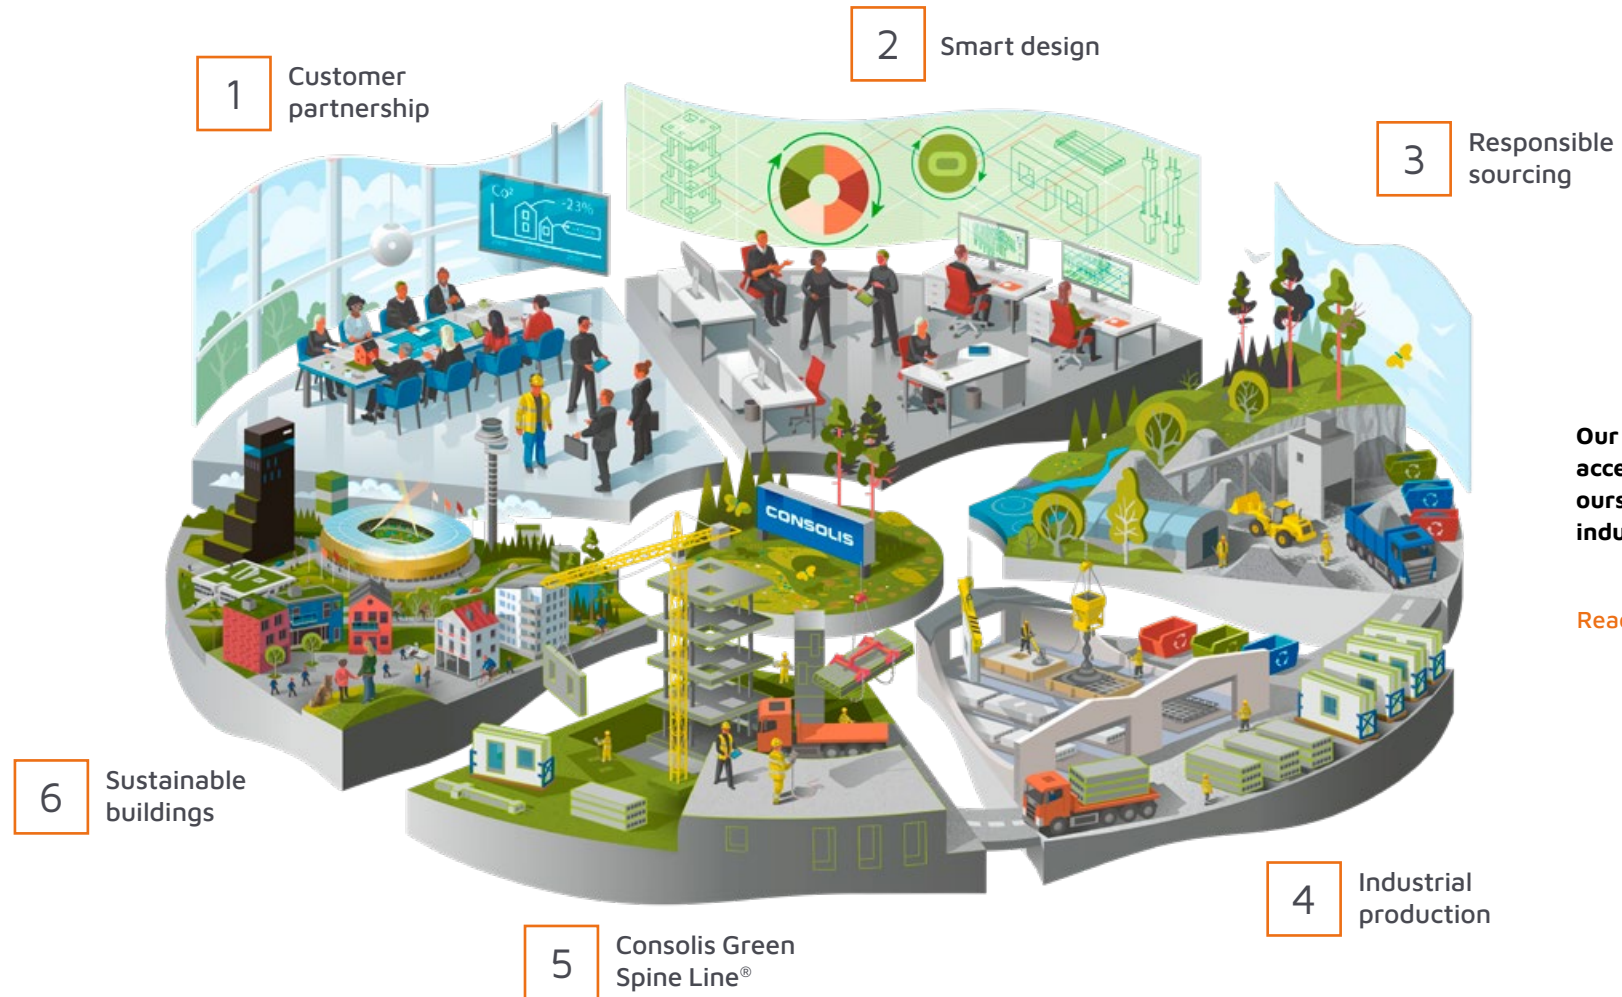 1
Customer
partnership
2
Smart design
3
Responsible
sourcing
Co²
-23%
CONSOLIS
Our
acce
ours
indu
Read
6
Sustainable
buildings
4
Industrial
production
5
Consolis Green
Spine Line®